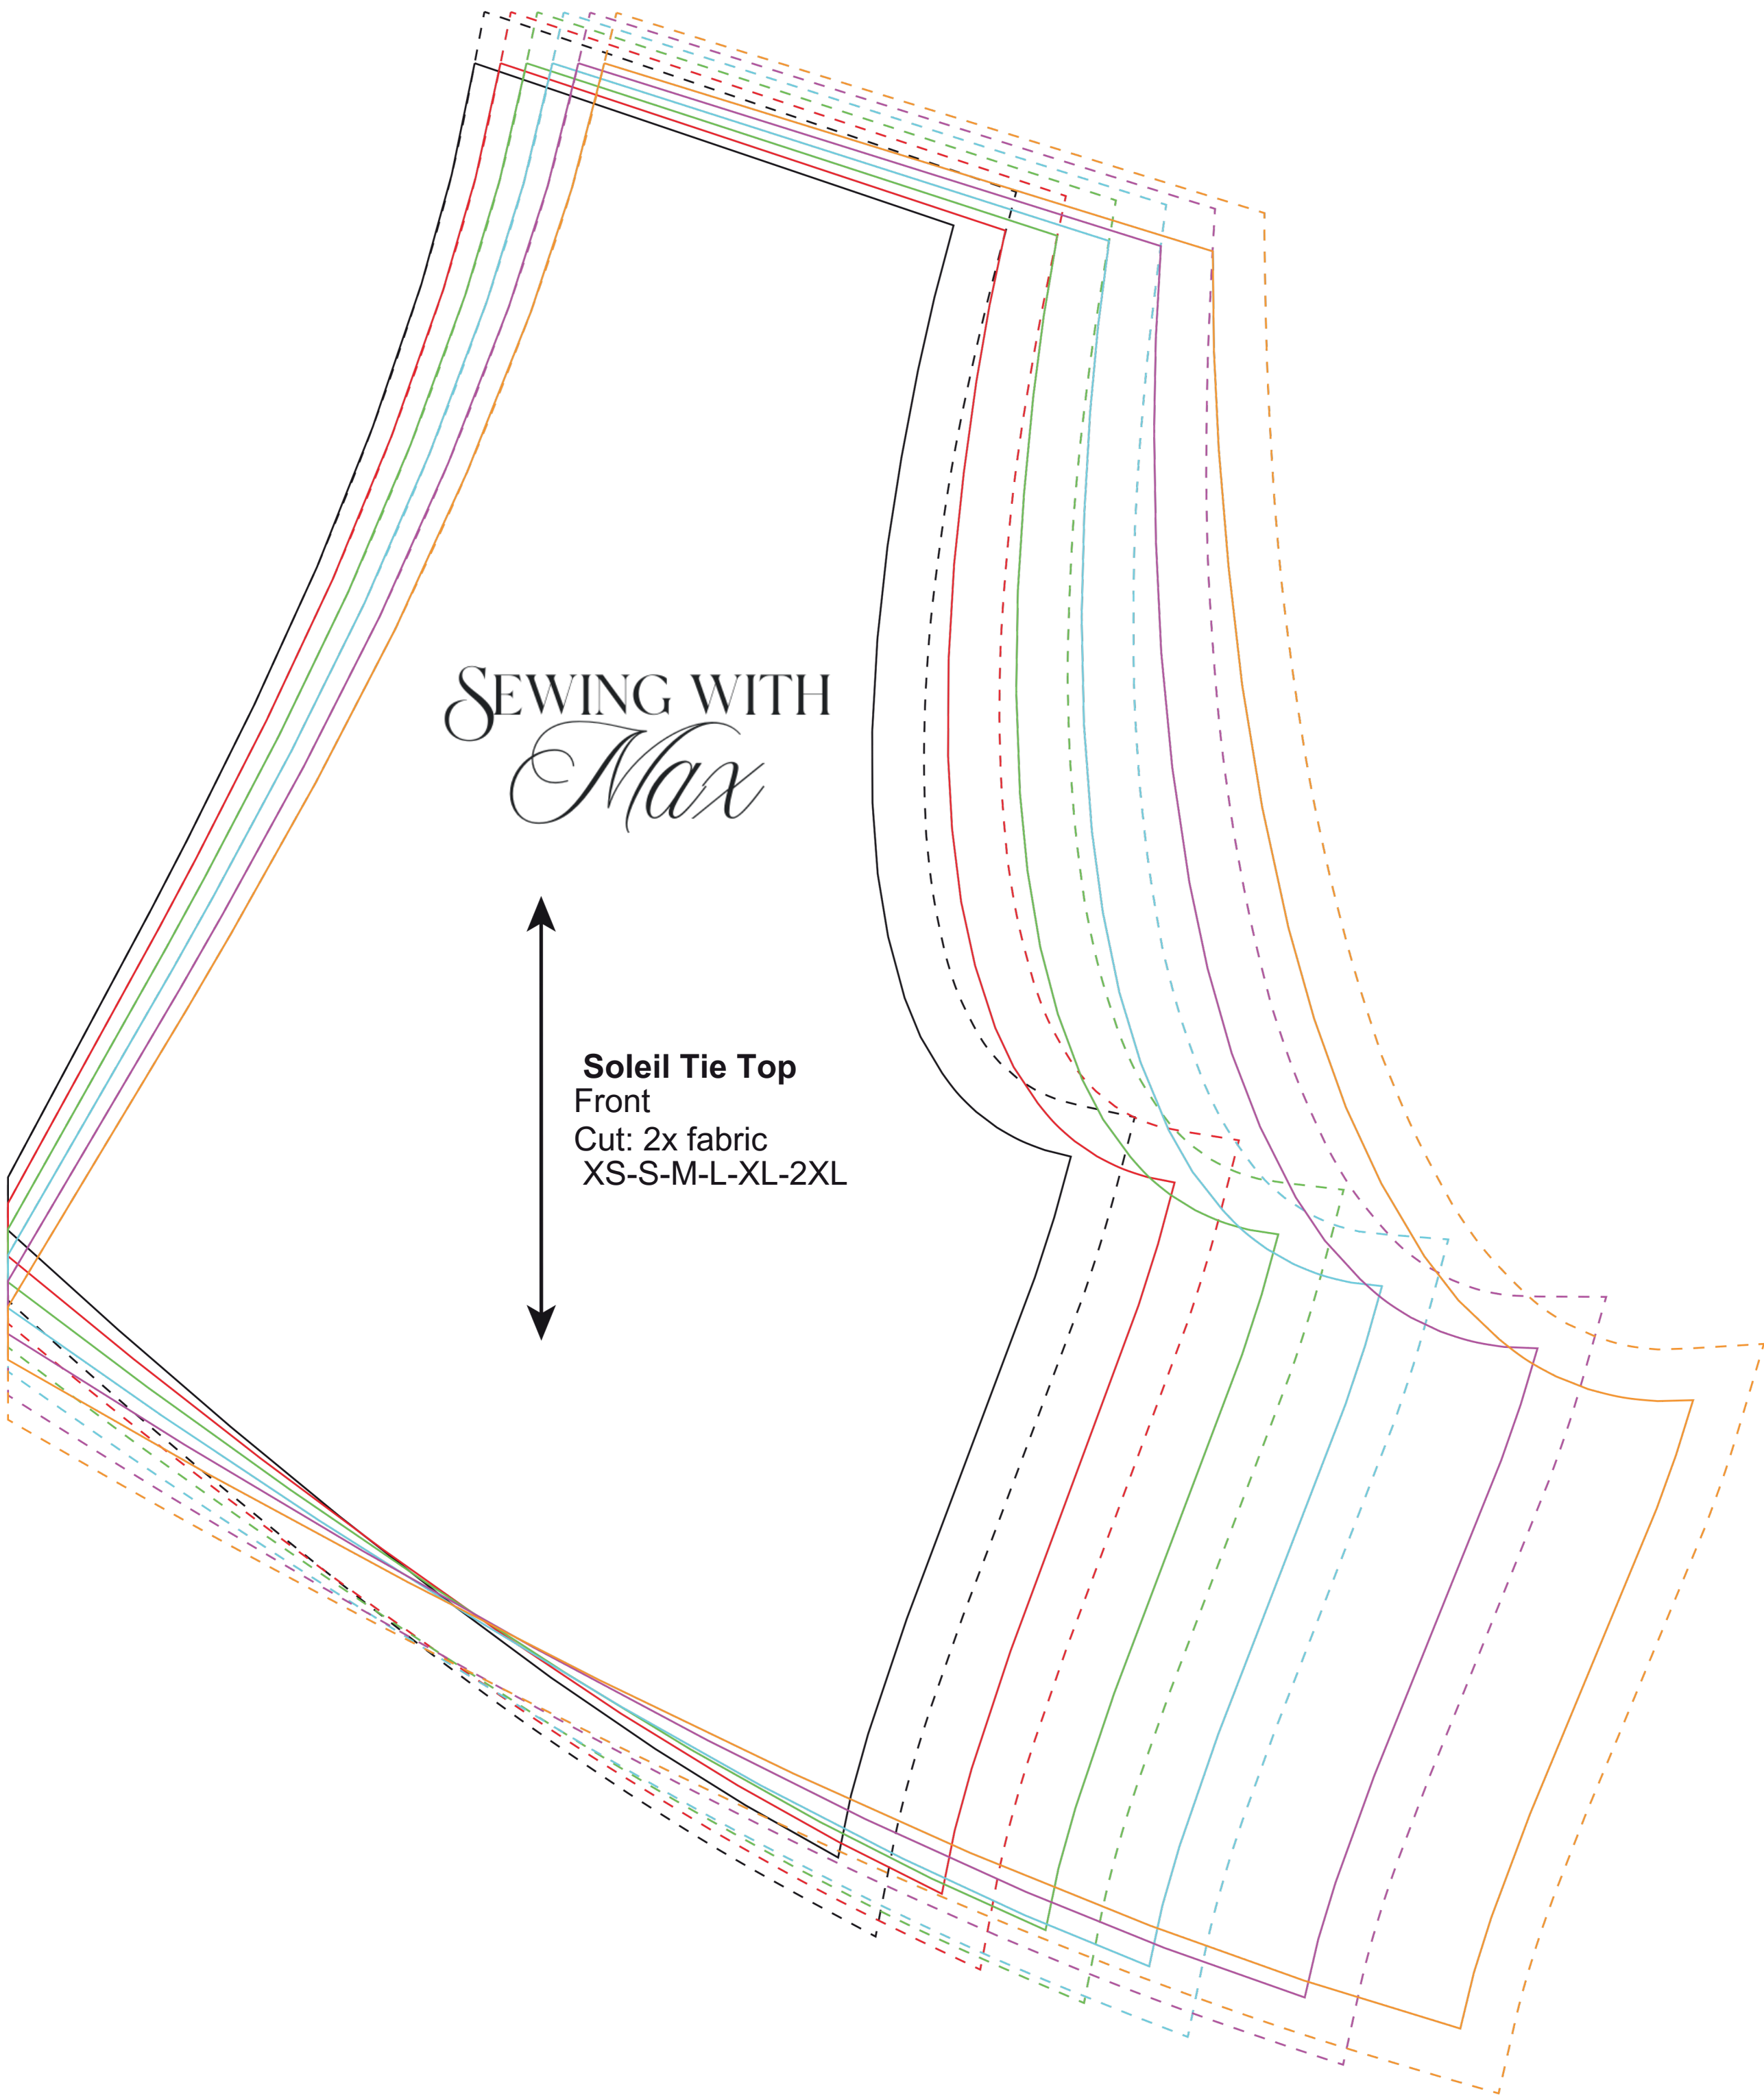 SEWING WITH
Max
Soleil Tie Top
Front
Cut: 2x fabric
XS-S-M-L-XL-2XL